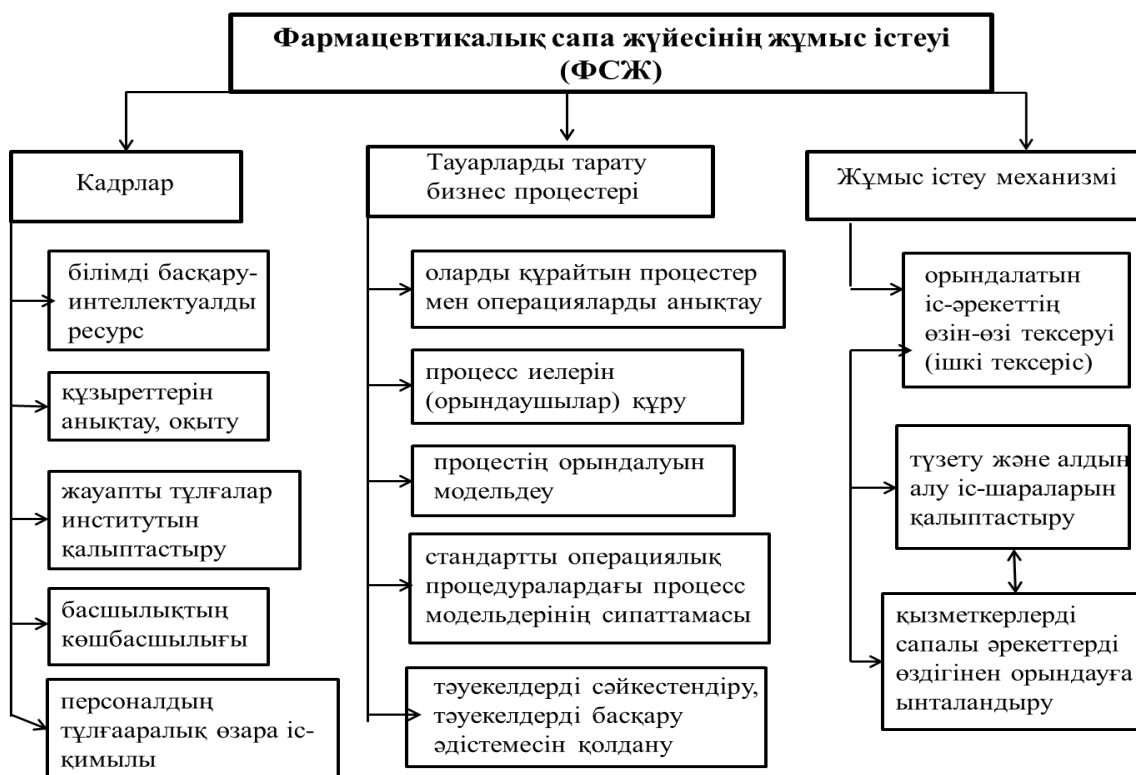 Фармацевтикалық сапа жүйесінің жұмыс істеуі
(ФСЖ)
Кадрлар
білімді басқару-
интеллектуалды
ресурс
құзыреттерін
анықтау, оқыту
жауапты тұлғалар
институтын
қалыптастыру
басшылықтың
көшбасшылығы
персоналдың
тұлғааралық өзара іс-
қимылы
Тауарларды тарату
бизнес процестері
оларды құрайтын процестер
мен операцияларды анықтау
процесс иелерін
(орындаушылар) құру
процестің орындалуын
модельдеу
стандартты операциялық
процедуралардағы процесс
модельдерінің сипаттамасы
тәуекелдерді сәйкестендіру,
тәуекелдерді басқару
әдістемесін қолдану
Жұмыс істеу механизмі
орындалатын
іс-әрекеттің
өзін-өзі тексеруі
(ішкі тексеріс)
түзету және алдын
алу іс-шараларын
қалыптастыру
қызметкерлерді
сапалы әрекеттерді
өздігінен орындауға
ынталандыру